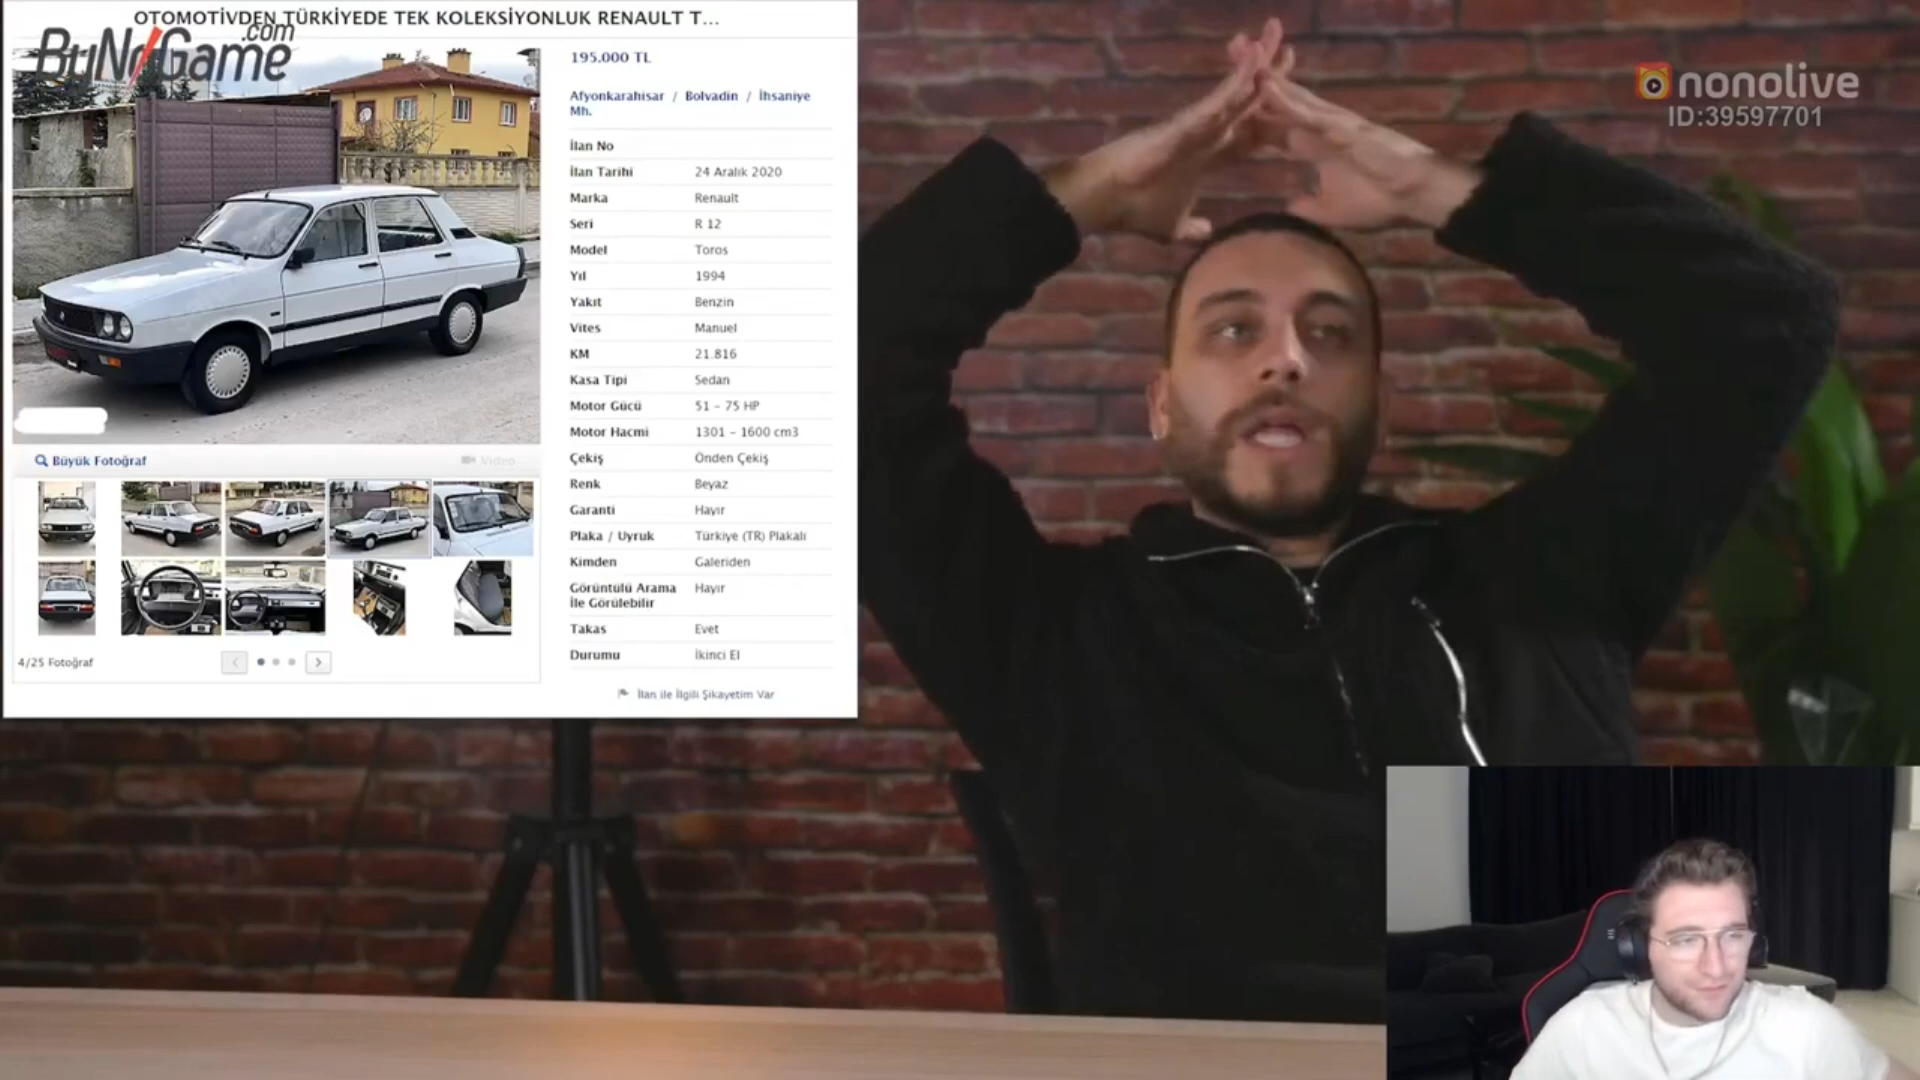 OTOMOTİVDEN TÜRKİYEDE TEK KOLEKSİYONLUK RENAULT T...
ByNoGame.com
195.000 TL
Afyonkarahisar / Bolvadin / İhsaniye
Mh.
İlan No
İlan Tarihi 24 Aralık 2020
Marka Renault
Seri R 12
Model Toros
Yıl 1994
Yakıt Benzin
Vites Manuel
KM 21.816
Kasa Tipi Sedan
Motor Gücü 51 - 75 HP
Motor Hacmi 1301 - 1600 cm3
Çekiş Önden Çekiş
Renk Beyaz
Garanti Hayır
Plaka / Uyruk Türkiye (TR) Plakalı
Kimden Galeriden
Görüntülü Arama Hayır
İle Görülebilir
Takas Evet
Durumu İkinci El
İlan ile İlgili Şikayetim Var
Büyük Fotoğraf
Video
4/25 Fotoğraf
nonolive
ID:39597701